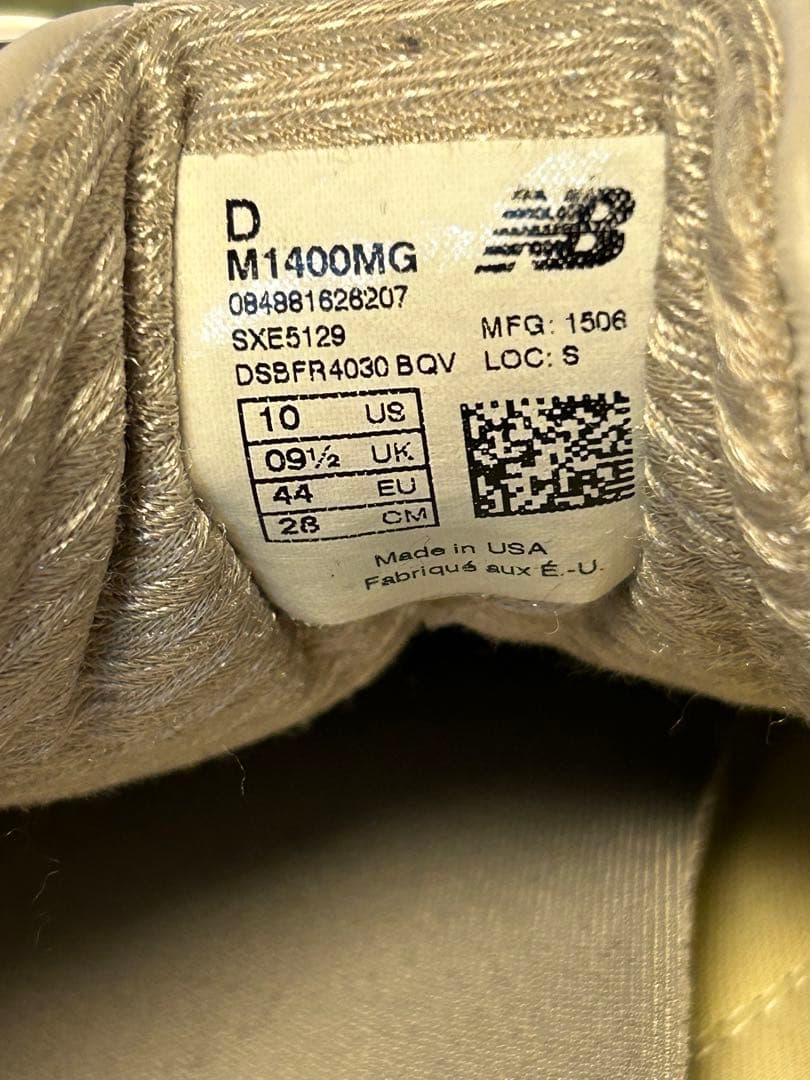 D
NB
M1400MG
084881626207
SXE5129
MFG: 1506
DSBFR4030 BQV
LOC: S
10 US
09½ UK
44 EU
28 CM
Made in USA
Fabriqué aux É.-U.